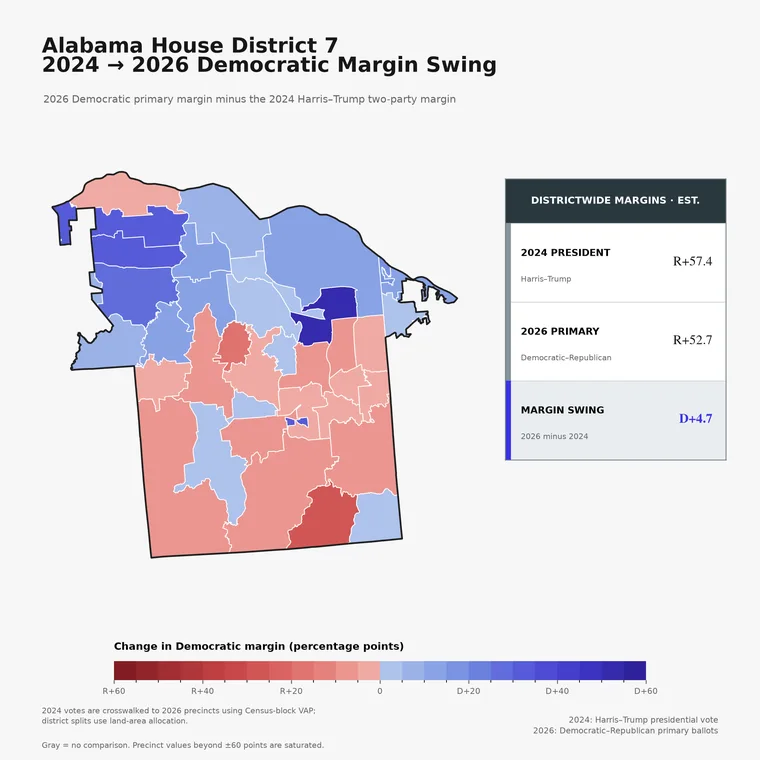 Alabama House District 7
2024 → 2026 Democratic Margin Swing
2026 Democratic primary margin minus the 2024 Harris–Trump two-party margin
DISTRICTWIDE MARGINS · EST.
2024 PRESIDENT
R+57.4
Harris–Trump
2026 PRIMARY
R+52.7
Democratic–Republican
MARGIN SWING
D+4.7
2026 minus 2024
Change in Democratic margin (percentage points)
R+60 R+40 R+20 0 D+20 D+40 D+60
2024 votes are crosswalked to 2026 precincts using Census-block VAP;
district splits use land-area allocation.
Gray = no comparison. Precinct values beyond ±60 points are saturated.
2024: Harris–Trump presidential vote
2026: Democratic–Republican primary ballots